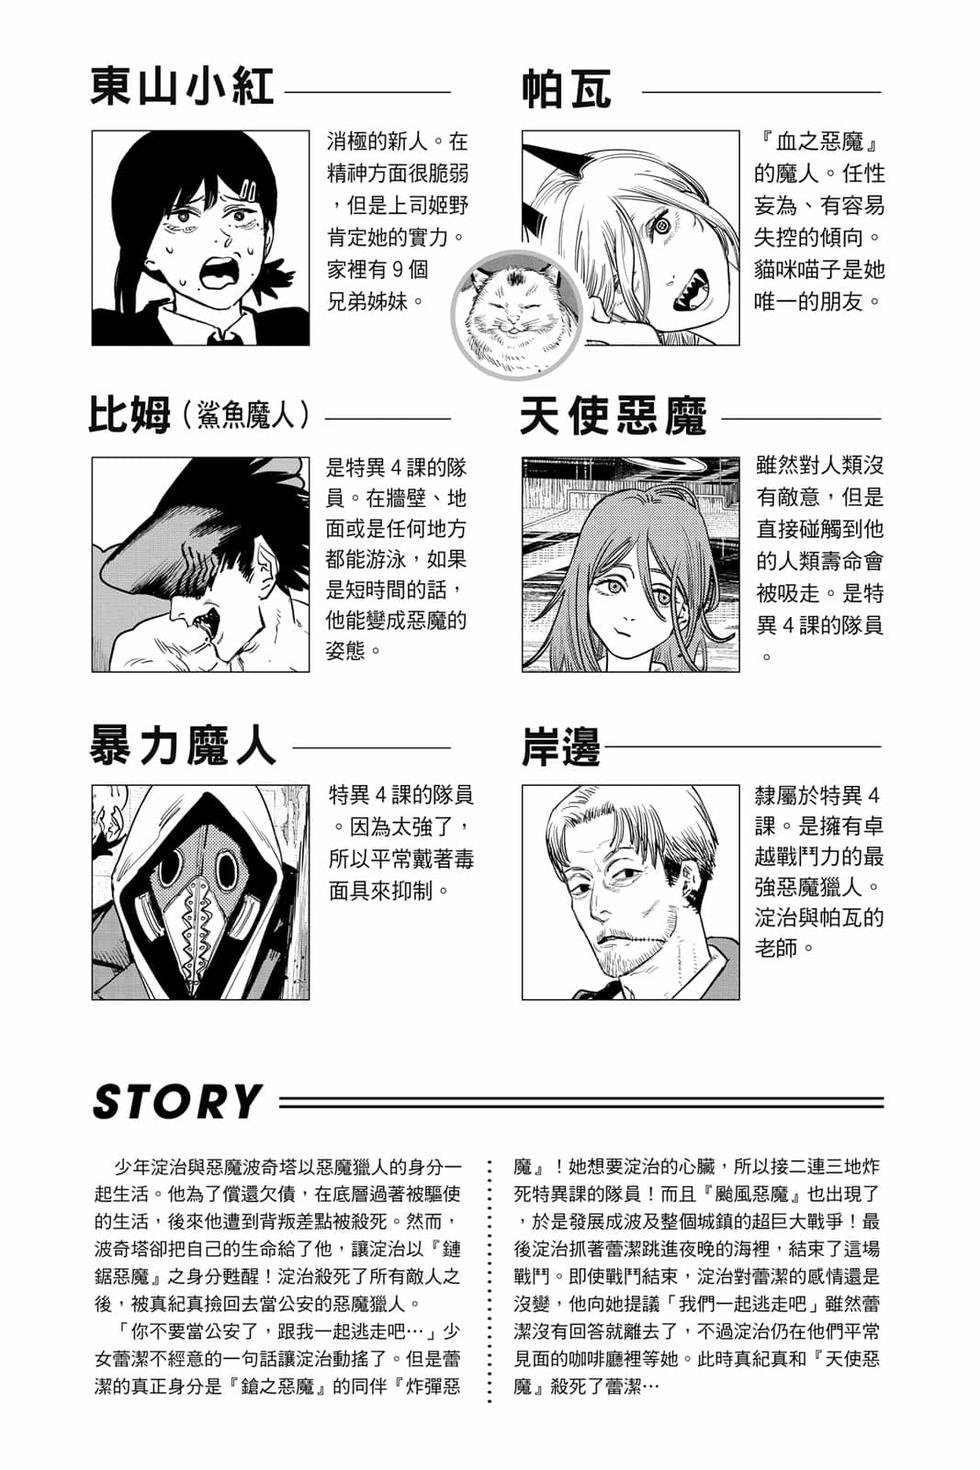 東山小紅
消極的新人。在
精神方面很脆弱
，但是上司姬野
肯定她的實力。
家裡有9個
兄弟姊妹。
帕瓦
『血之惡魔』
的魔人。任性
妄為、有容易
失控的傾向。
貓咪喵子是她
唯一的朋友。
比姆（鯊魚魔人）
是特異4課的隊
員。在牆壁、地
面或是任何地方
都能游泳，如果
是短時間的話，
他能變成惡魔的
姿態。
天使惡魔
雖然對人類沒
有敵意，但是
直接碰觸到他
的人類壽命會
被吸走。是特
異4課的隊員
。
暴力魔人
特異4課的隊員
。因為太強了，
所以平常戴著毒
面具來抑制。
岸邊
隸屬於特異4
課。是擁有卓
越戰鬥力的最
強惡魔獵人。
淀治與帕瓦的
老師。
STORY
少年淀治與惡魔波奇塔以惡魔獵人的身分一
起生活。他為了償還欠債，在底層過著被驅使
的生活，後來他遭到背叛差點被殺死。然而，
波奇塔卻把自己的生命給了他，讓淀治以『鏈
鋸惡魔』之身分甦醒！淀治殺死了所有敵人之
後，被真紀真撿回去當公安的惡魔獵人。
「你不要當公安了，跟我一起逃走吧…」少
女蕾潔不經意的一句話讓淀治動搖了。但是蕾
潔的真正身分是『鎗之惡魔』的同伴『炸彈惡
魔』！她想要淀治的心臟，所以接二連三地炸
死特異課的隊員！而且『颱風惡魔』也出現了
，於是發展成波及整個城鎮的超巨大戰爭！最
後淀治抓著蕾潔跳進夜晚的海裡，結束了這場
戰鬥。即使戰鬥結束，淀治對蕾潔的感情還是
沒變，他向她提議「我們一起逃走吧」雖然蕾
潔沒有回答就離去了，不過淀治仍在他們平常
見面的咖啡廳裡等她。此時真紀真和『天使惡
魔』殺死了蕾潔…